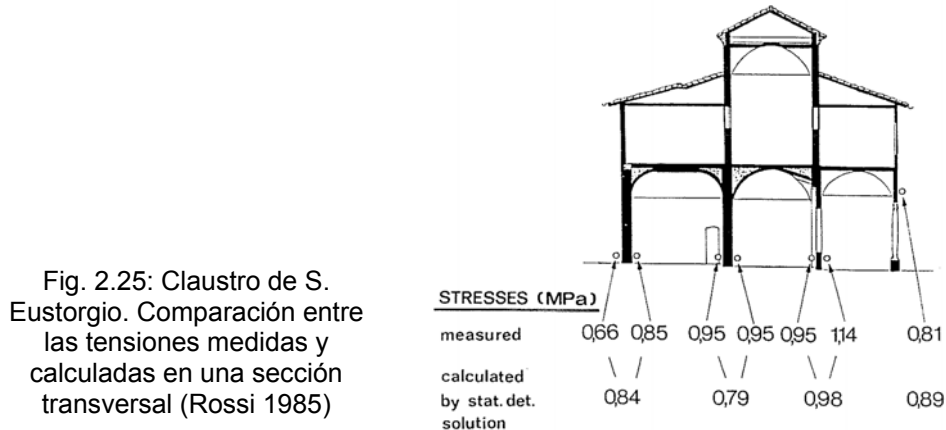 Fig. 2.25: Claustro de S.
Eustorgio. Comparación entre
las tensiones medidas y
calculadas en una sección
transversal (Rossi 1985)
STRESSES (MPa)
measured 0,66 0,85 0,95 0,95 0,95 1,14 0,81
calculated
by stat. det. 0,84 0,79 0,98 0,89
solution